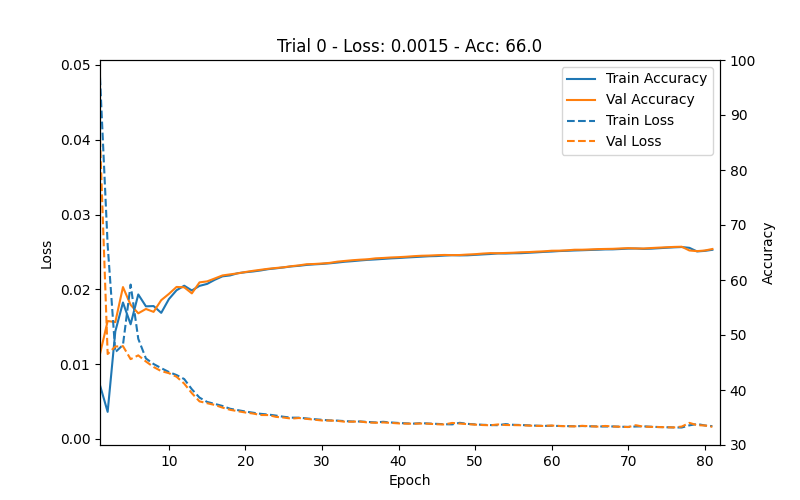 Trial 0 - Loss: 0.0015 - Acc: 66.0
Train Accuracy
Val Accuracy
Train Loss
Val Loss
Loss
0.05
0.04
0.03
0.02
0.01
0.00
100
90
80
70
60
50
40
30
Accuracy
10 20 30 40 50 60 70 80
Epoch